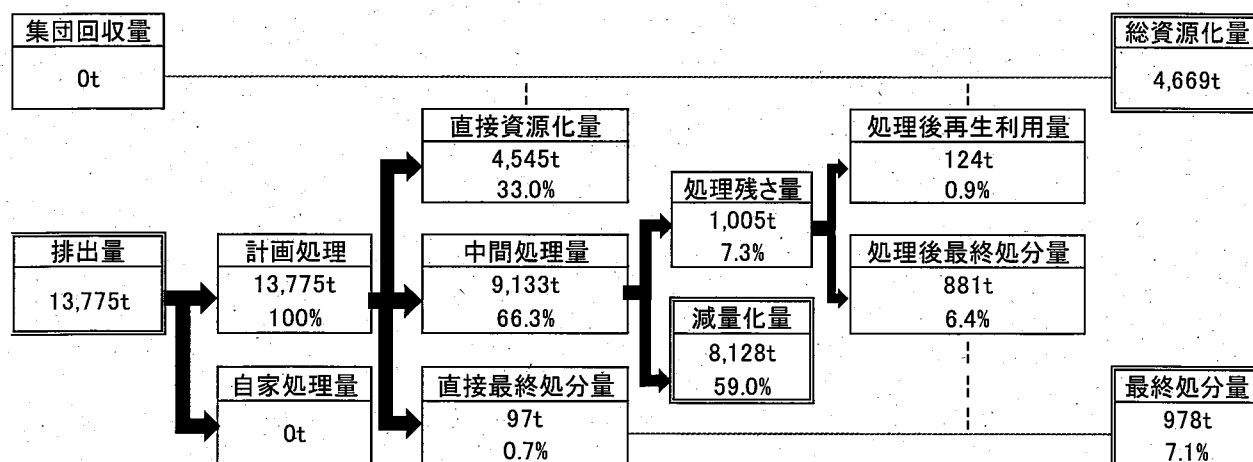 集団回収量
0t
総資源化量
4,669t
直接資源化量
4,545t
33.0%
処理後再生利用量
124t
0.9%
処理残さ量
1,005t
7.3%
排出量
13,775t
計画処理
13,775t
100%
中間処理量
9,133t
66.3%
処理後最終処分量
881t
6.4%
減量化量
8,128t
59.0%
自家処理量
0t
直接最終処分量
97t
0.7%
最終処分量
978t
7.1%